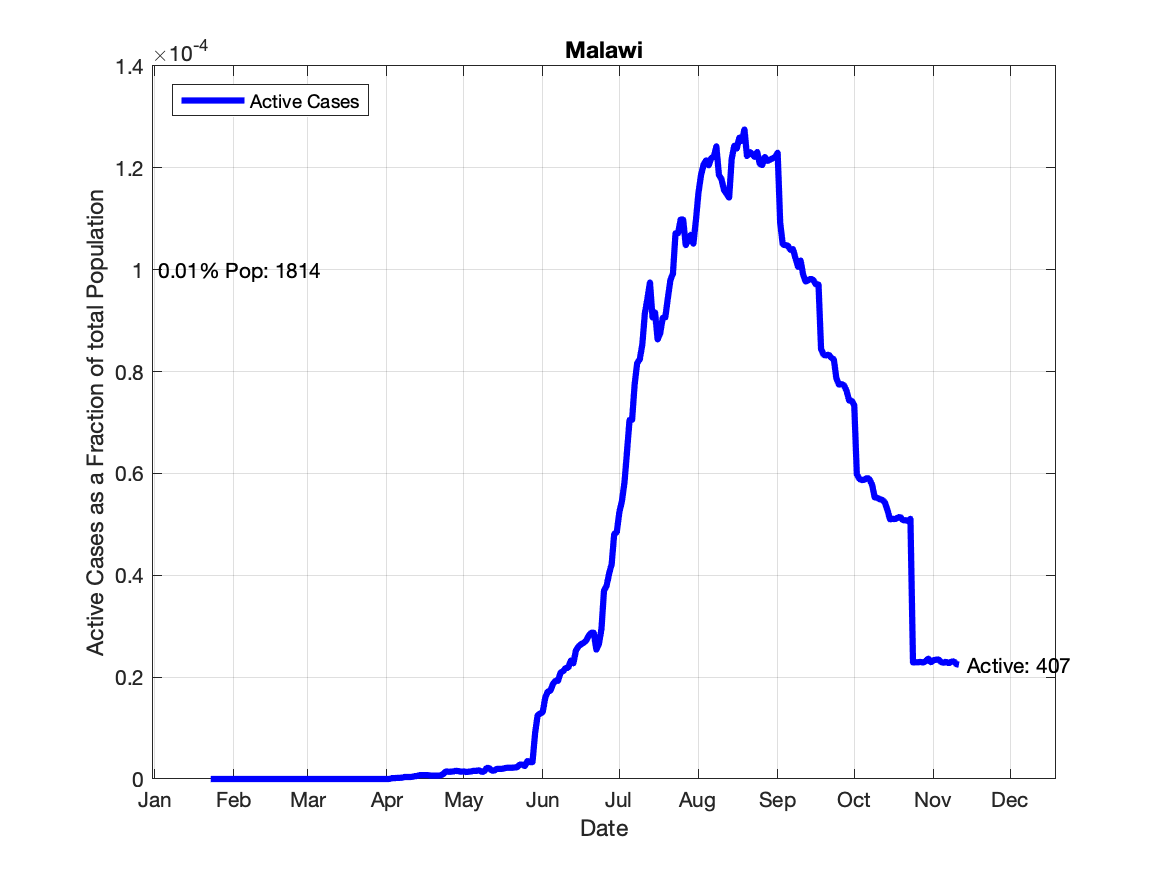 Malawi
×10-4
Active Cases
1.4
1.2
1
0.8
0.6
0.4
0.2
0
0.01% Pop: 1814
Active: 407
Active Cases as a Fraction of total Population
Jan Feb Mar Apr May Jun Jul Aug Sep Oct Nov Dec
Date